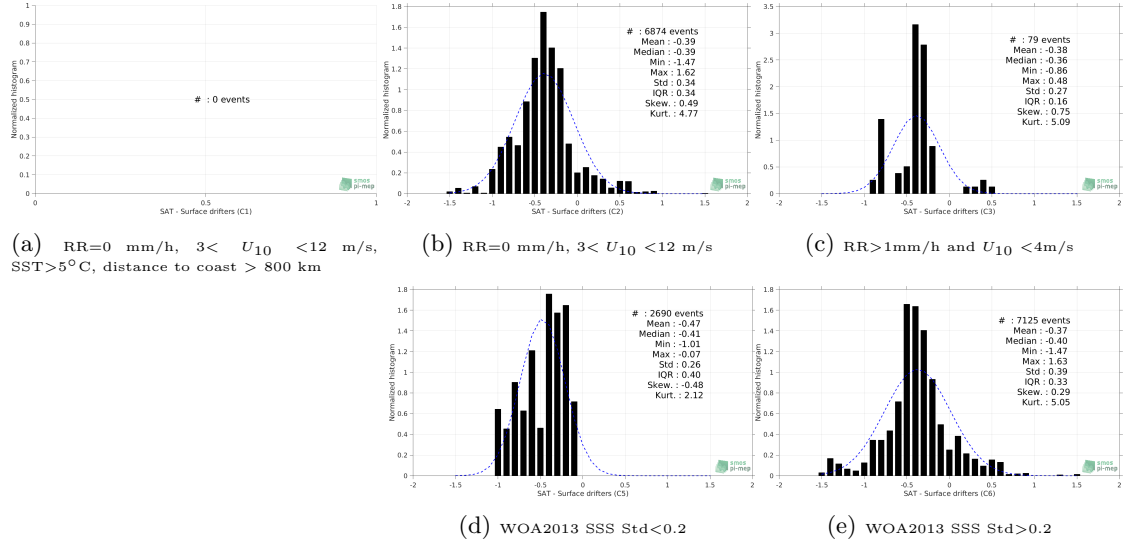 1
0.9
0.8
0.7
0.6
0.5
0.4
0.3
0.2
0.1
0
Normalized histogram
# : 0 events
0 0.5 1
SAT - Surface drifters (C1)
smos
pi-mep
(a) RR=0 mm/h, 3< U10 <12 m/s,
SST>5°C, distance to coast > 800 km
1.8
1.6
1.4
1.2
1
0.8
0.6
0.4
0.2
0
Normalized histogram
# : 6874 events
Mean : -0.39
Median : -0.39
Min : -1.47
Max : 1.62
Std : 0.34
IQR : 0.34
Skew. : 0.49
Kurt. : 4.77
-2 -1.5 -1 -0.5 0 0.5 1 1.5 2
SAT - Surface drifters (C2)
smos
pi-mep
(b) RR=0 mm/h, 3< U10 <12 m/s
3.5
3
2.5
2
1.5
1
0.5
0
Normalized histogram
# : 79 events
Mean : -0.38
Median : -0.36
Min : -0.86
Max : 0.48
Std : 0.27
IQR : 0.16
Skew. : 0.75
Kurt. : 5.09
-2 -1.5 -1 -0.5 0 0.5 1 1.5 2
SAT - Surface drifters (C3)
smos
pi-mep
(c) RR>1mm/h and U10 <4m/s
1.8
1.6
1.4
1.2
1
0.8
0.6
0.4
0.2
0
Normalized histogram
# : 2690 events
Mean : -0.47
Median : -0.41
Min : -1.01
Max : -0.07
Std : 0.26
IQR : 0.40
Skew. : -0.48
Kurt. : 2.12
-2 -1.5 -1 -0.5 0 0.5 1 1.5 2
SAT - Surface drifters (C5)
smos
pi-mep
(d) WOA2013 SSS Std<0.2
1.8
1.6
1.4
1.2
1
0.8
0.6
0.4
0.2
0
Normalized histogram
# : 7125 events
Mean : -0.37
Median : -0.40
Min : -1.47
Max : 1.63
Std : 0.39
IQR : 0.33
Skew. : 0.29
Kurt. : 5.05
-2 -1.5 -1 -0.5 0 0.5 1 1.5 2
SAT - Surface drifters (C6)
smos
pi-mep
(e) WOA2013 SSS Std>0.2